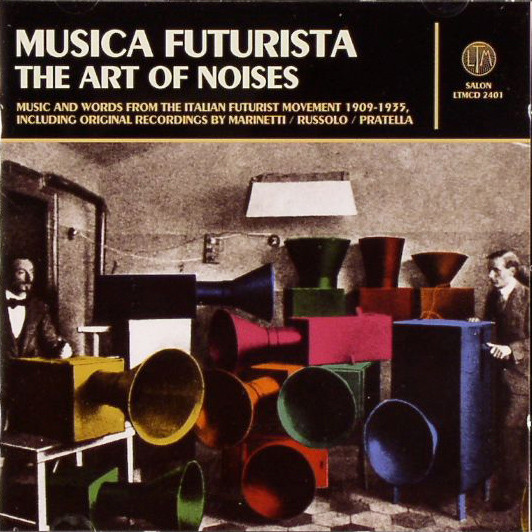 MUSICA FUTURISTA
THE ART OF NOISES
MUSIC AND WORDS FROM THE ITALIAN FUTURIST MOVEMENT 1909-1935,
INCLUDING ORIGINAL RECORDINGS BY MARINETTI / RUSSOLO / PRATELLA
LTM
SALON
LTMCD 2401